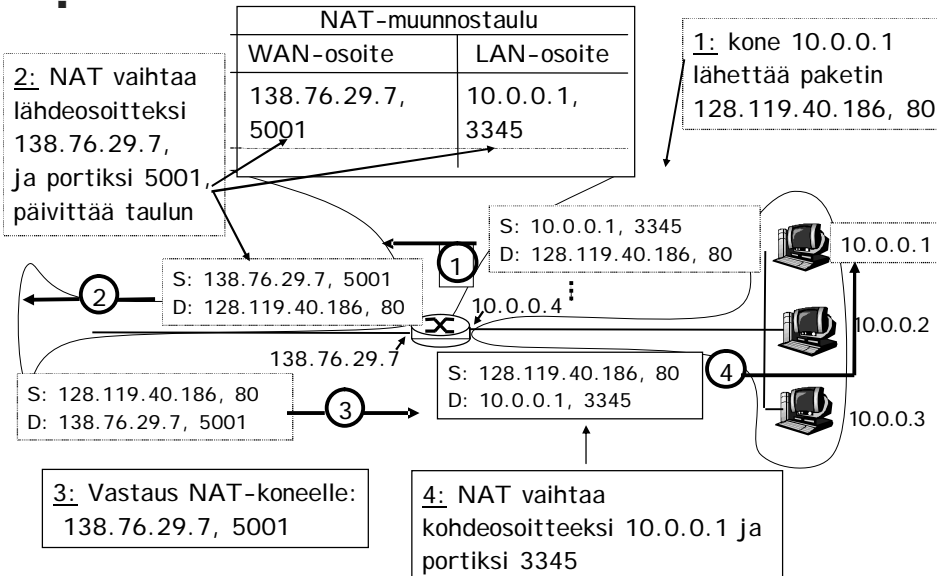 NAT-muunnostaulu
WAN-osoite
LAN-osoite
138.76.29.7,
5001
10.0.0.1,
3345
1: kone 10.0.0.1
lähettää paketin
128.119.40.186, 80
2: NAT vaihtaa
lähdeosoitteksi
138.76.29.7,
ja portiksi 5001,
päivittää taulun
S: 10.0.0.1, 3345
D: 128.119.40.186, 80
1
10.0.0.1
S: 138.76.29.7, 5001
D: 128.119.40.186, 80
2
10.0.0.4
10.0.0.2
138.76.29.7
S: 128.119.40.186, 80
D: 10.0.0.1, 3345
4
S: 128.119.40.186, 80
D: 138.76.29.7, 5001
3
10.0.0.3
3: Vastaus NAT-koneelle:
138.76.29.7, 5001
4: NAT vaihtaa
kohdeosoitteeksi 10.0.0.1 ja
portiksi 3345